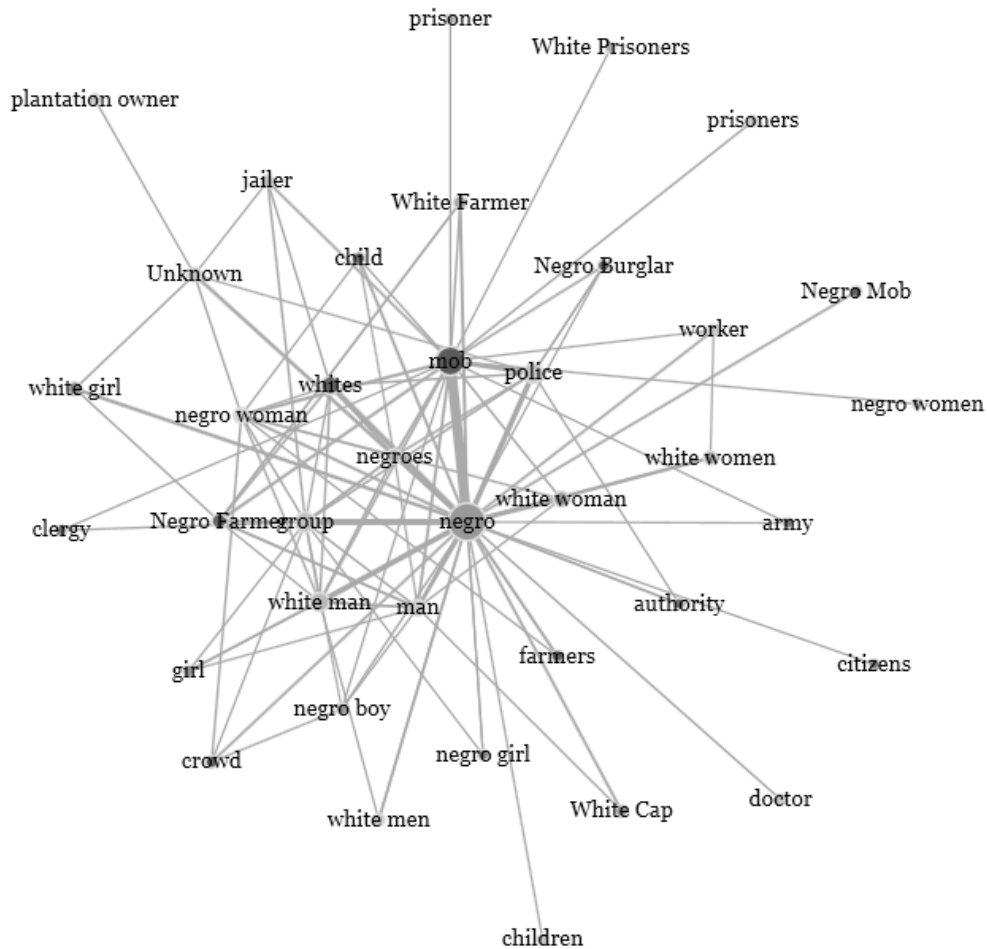 prisoner
White Prisoners
plantation owner
prisoners
jailer
White Farmer
child
Negro Burglar
Unknown
Negro Mob
worker
mob
police
whites
white girl
negro women
negro woman
negroes
white women
white woman
clergy
Negro Farmer
group
negro
army
white man
man
authority
farmers
citizens
girl
negro boy
negro girl
crowd
doctor
White Cap
white men
children